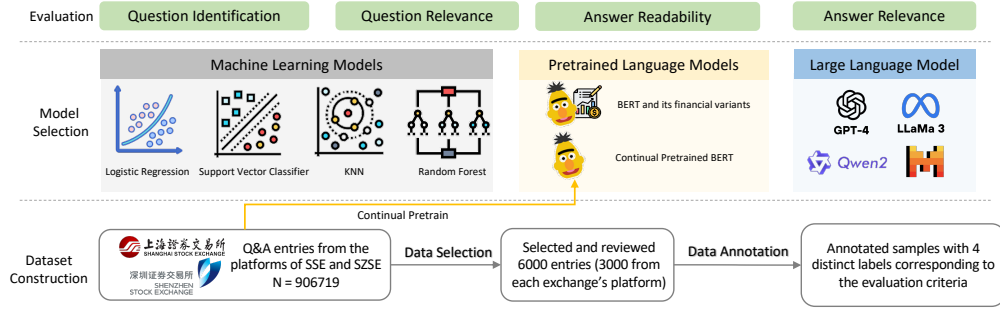 Evaluation
Question Identification
Question Relevance
Answer Readability
Answer Relevance
Model
Selection
Machine Learning Models
Logistic Regression
Support Vector Classifier
KNN
Random Forest
Pretrained Language Models
BERT and its financial variants
Continual Pretrained BERT
Large Language Model
GPT-4
LLaMa 3
Qwen2
Continual Pretrain
Dataset
Construction
上海證券交易所
SHANGHAI STOCK EXCHANGE
深圳证券交易所
SHENZHEN
STOCK EXCHANGE
Q&A entries from the
platforms of SSE and SZSE
N = 906719
Data Selection
Selected and reviewed
6000 entries (3000 from
each exchange's platform)
Data Annotation
Annotated samples with 4
distinct labels corresponding to
the evaluation criteria